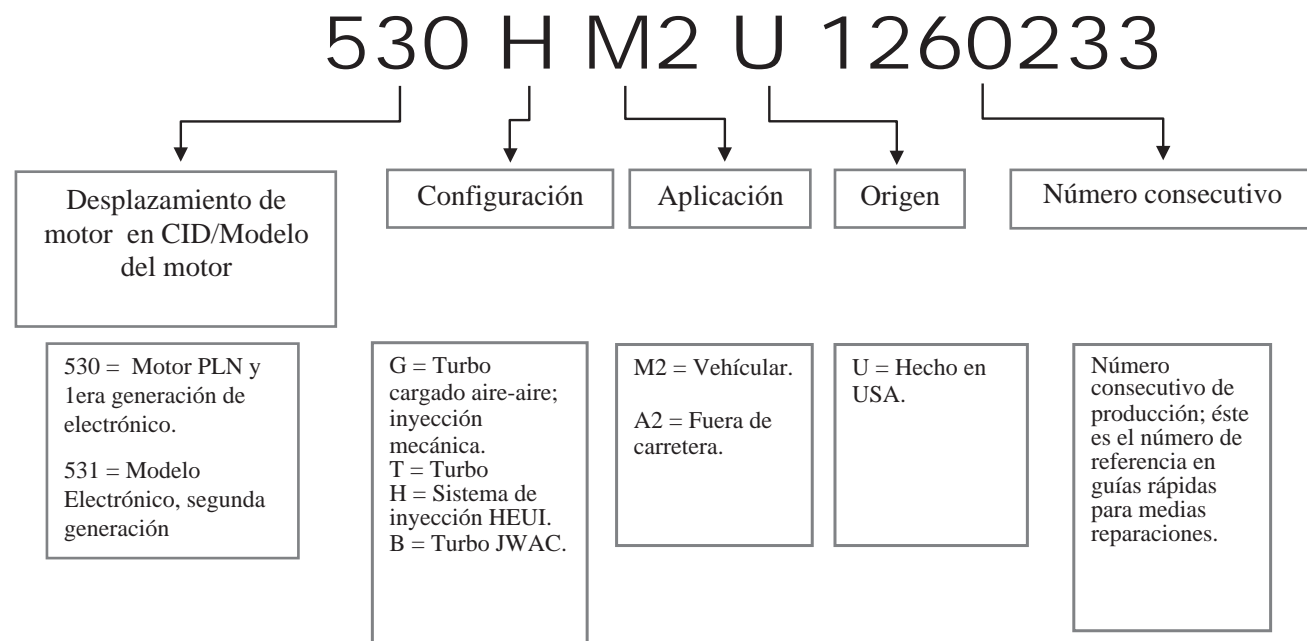 530 H M2 U 1260233
Desplazamiento de
motor en CID/Modelo
del motor
Configuración
Aplicación
Origen
Número consecutivo
530 = Motor PLN y
1era generación de
electrónico.
531 = Modelo
Electrónico, segunda
generación
G = Turbo
cargado aire-aire;
inyección
mecánica.
T = Turbo
H = Sistema de
inyección HEUI.
B = Turbo JWAC.
M2 = Vehícular.
A2 = Fuera de
carretera.
U = Hecho en
USA.
Número
consecutivo de
producción; éste
es el número de
referencia en
guías rápidas
para medias
reparaciones.